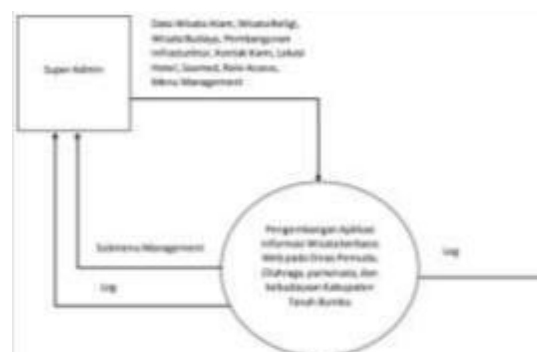 Data Wisata Alam, Wisata Religi,
Wisata Budaya, Pembangunan
Infrastruktur, Kontak Kami, Lokasi
Hotel, Sosmed, Role Access,
Menu Management
Super Admin
Pengembangan Aplikasi
Informasi Wisata berbasis
Web pada Dinas Pemuda,
Olahraga, pariwisata, dan
kebudayaan Kabupaten
Tanah Bumbu
Submenu Management
Log
Log